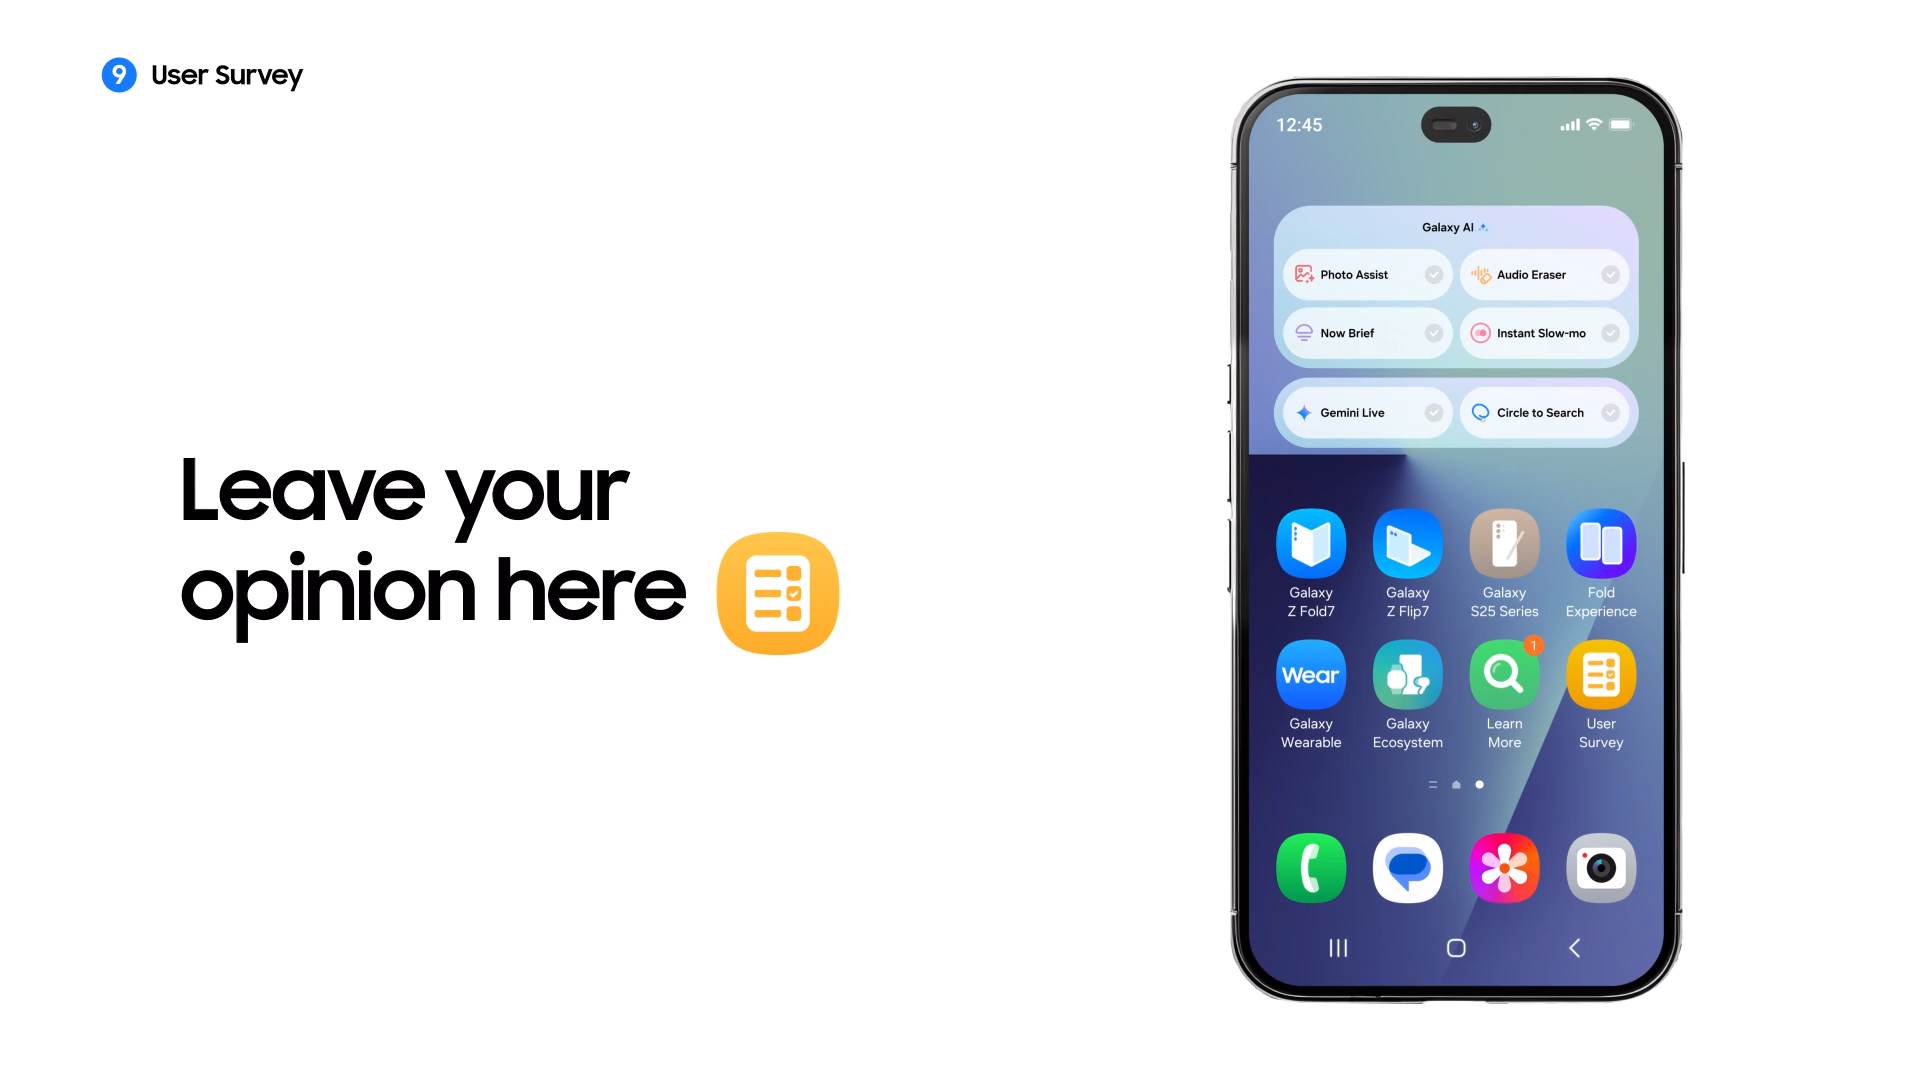 9 User Survey
Leave your
opinion here
12:45
Galaxy AI
Photo Assist
Audio Eraser
Now Brief
Instant Slow-mo
Gemini Live
Circle to Search
Galaxy
Z Fold7
Galaxy
Z Flip7
Galaxy
S25 Series
Fold
Experience
Wear
1
Galaxy
Wearable
Galaxy
Ecosystem
Learn
More
User
Survey